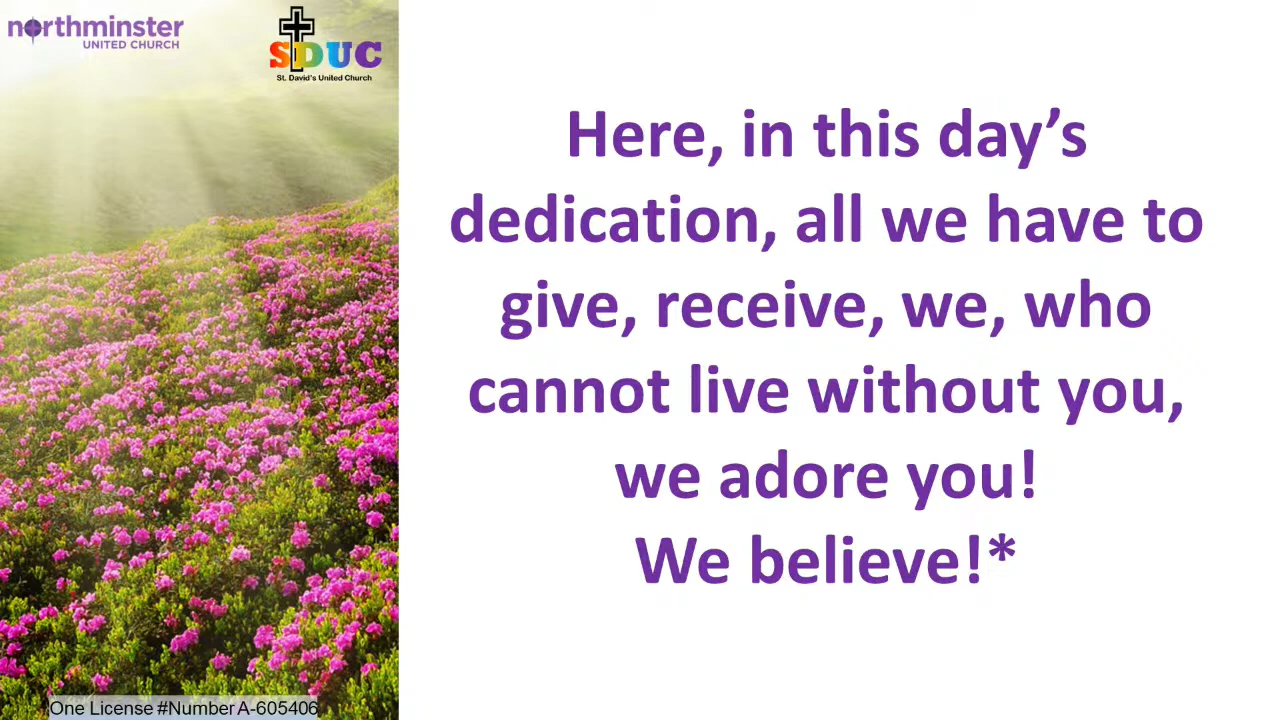 northminster
UNITED CHURCH
SDUC
St. David's United Church
Here, in this day’s
dedication, all we have to
give, receive, we, who
cannot live without you,
we adore you!
We believe!*
One License #Number A-605406